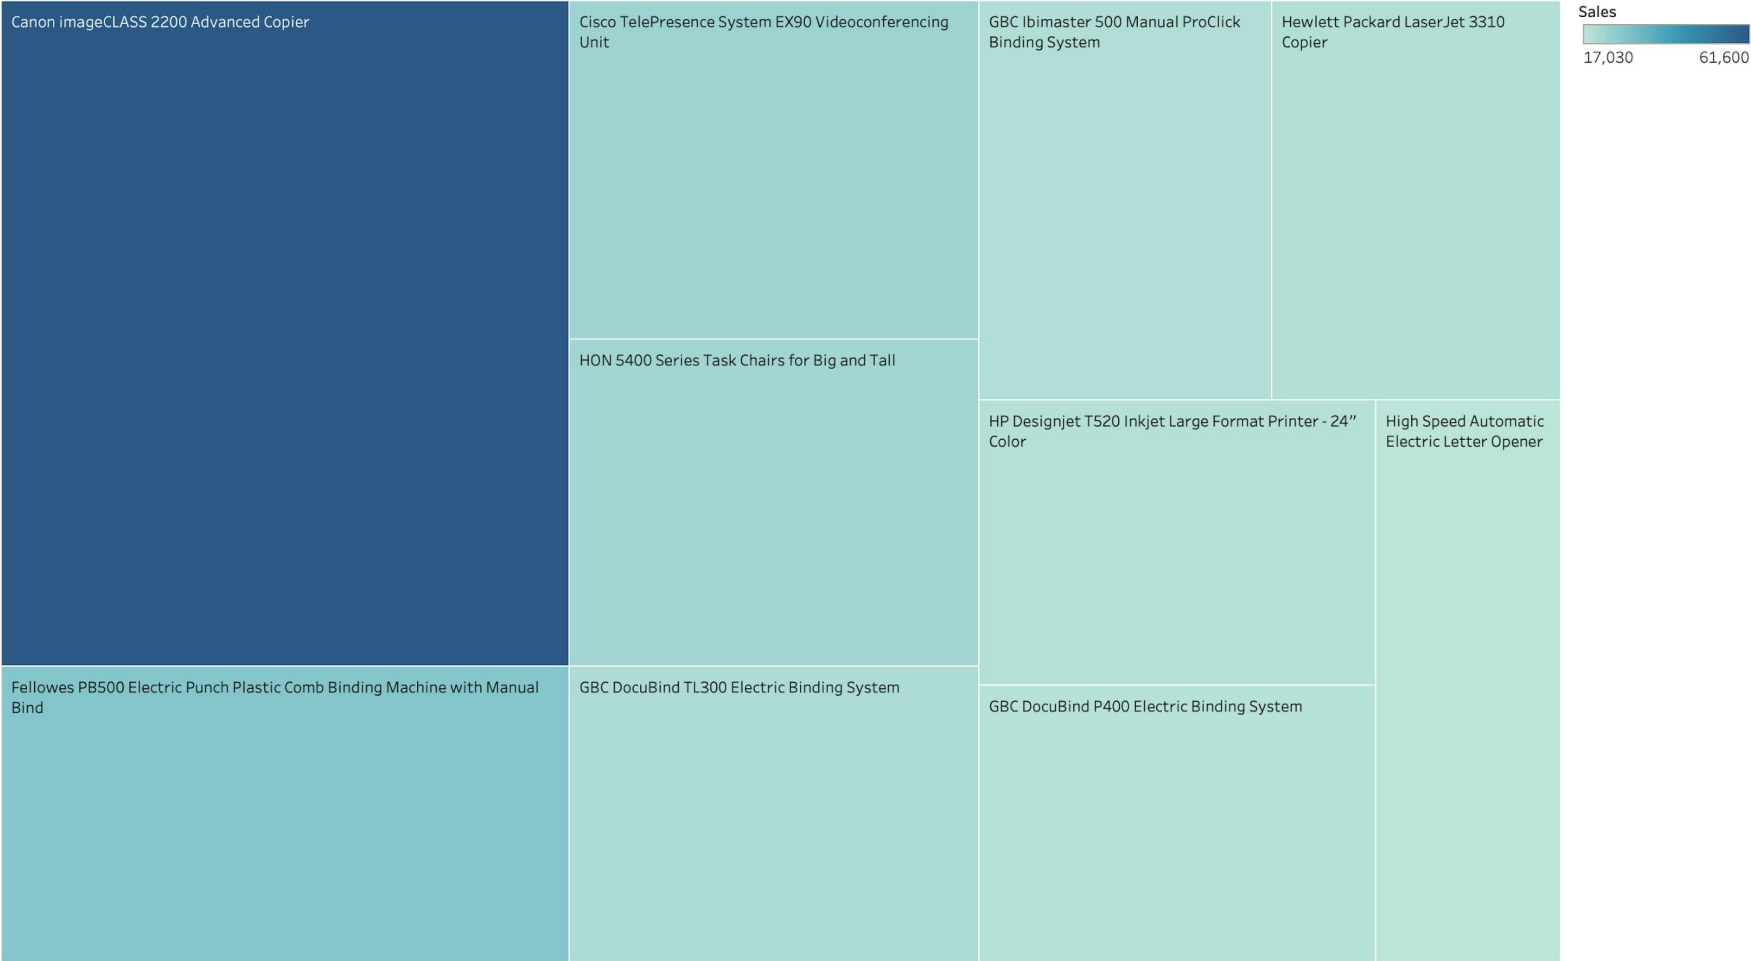 Canon imageCLASS 2200 Advanced Copier
Cisco TelePresence System EX90 Videoconferencing
Unit
GBC Ibimaster 500 Manual ProClick
Binding System
Hewlett Packard LaserJet 3310
Copier
Sales
17,030
61,600
HON 5400 Series Task Chairs for Big and Tall
HP Designjet T520 Inkjet Large Format Printer - 24"
Color
High Speed Automatic
Electric Letter Opener
Fellowes PB500 Electric Punch Plastic Comb Binding Machine with Manual
Bind
GBC DocuBind TL300 Electric Binding System
GBC DocuBind P400 Electric Binding System